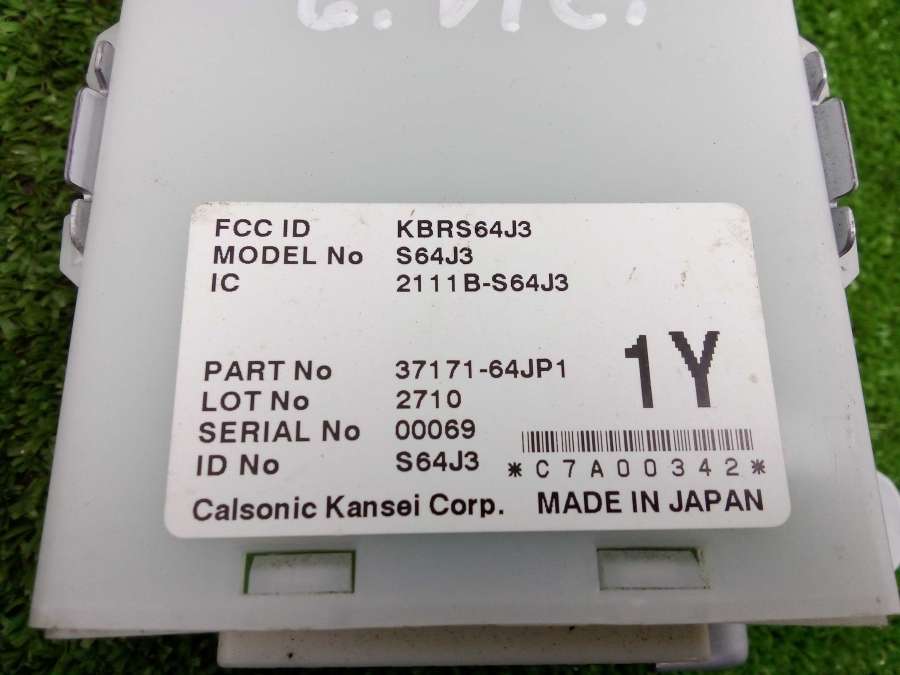 FCC ID KBRS64J3
MODEL No S64J3
IC 2111B-S64J3
PART No 37171-64JP1
1Y
LOT No 2710
SERIAL No 00069
ID No S64J3
*C7A00342*
Calsonic Kansei Corp. MADE IN JAPAN